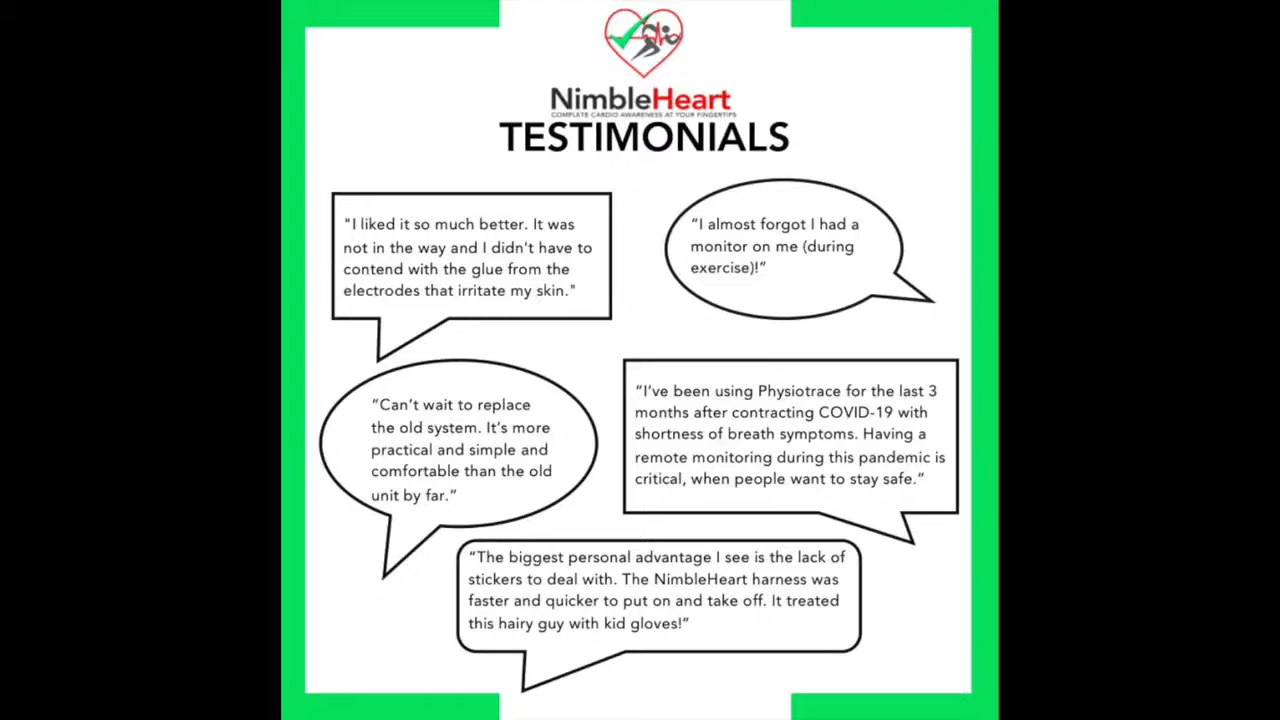 NimbleHeart
COMPLETE CARDIO AWARENESS AT YOUR FINGERTIPS
TESTIMONIALS
"I liked it so much better. It was
not in the way and I didn't have to
contend with the glue from the
electrodes that irritate my skin."
“I almost forgot I had a
monitor on me (during
exercise)!”
“Can’t wait to replace
the old system. It’s more
practical and simple and
comfortable than the old
unit by far.”
“I’ve been using Physiotrace for the last 3
months after contracting COVID-19 with
shortness of breath symptoms. Having a
remote monitoring during this pandemic is
critical, when people want to stay safe.”
“The biggest personal advantage I see is the lack of
stickers to deal with. The NimbleHeart harness was
faster and quicker to put on and take off. It treated
this hairy guy with kid gloves!”